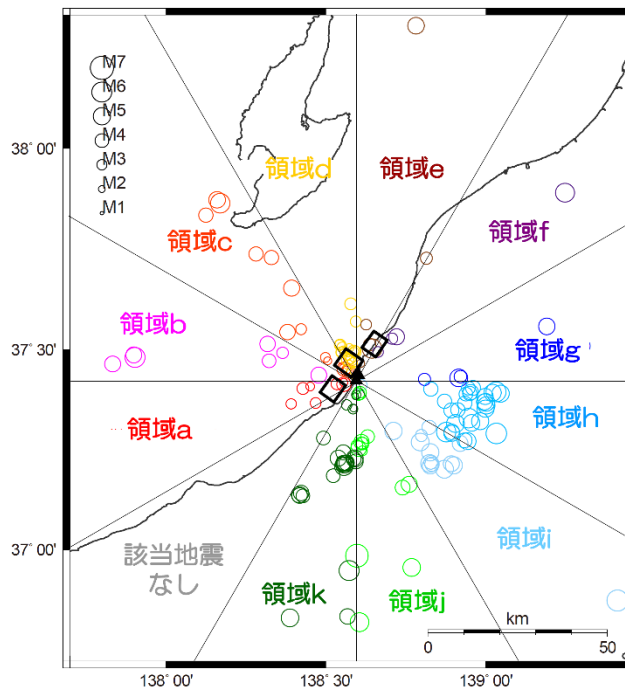 M7
M6
M5
M4
M3
M2
M1
38° 00'
37° 30'
37° 00'
領域d
領域e
領域c
領域f
領域b
領域g
領域a
領域h
該当地震
なし
領域i
領域k
領域j
km
0
50
138° 00'
138° 30'
139° 00'